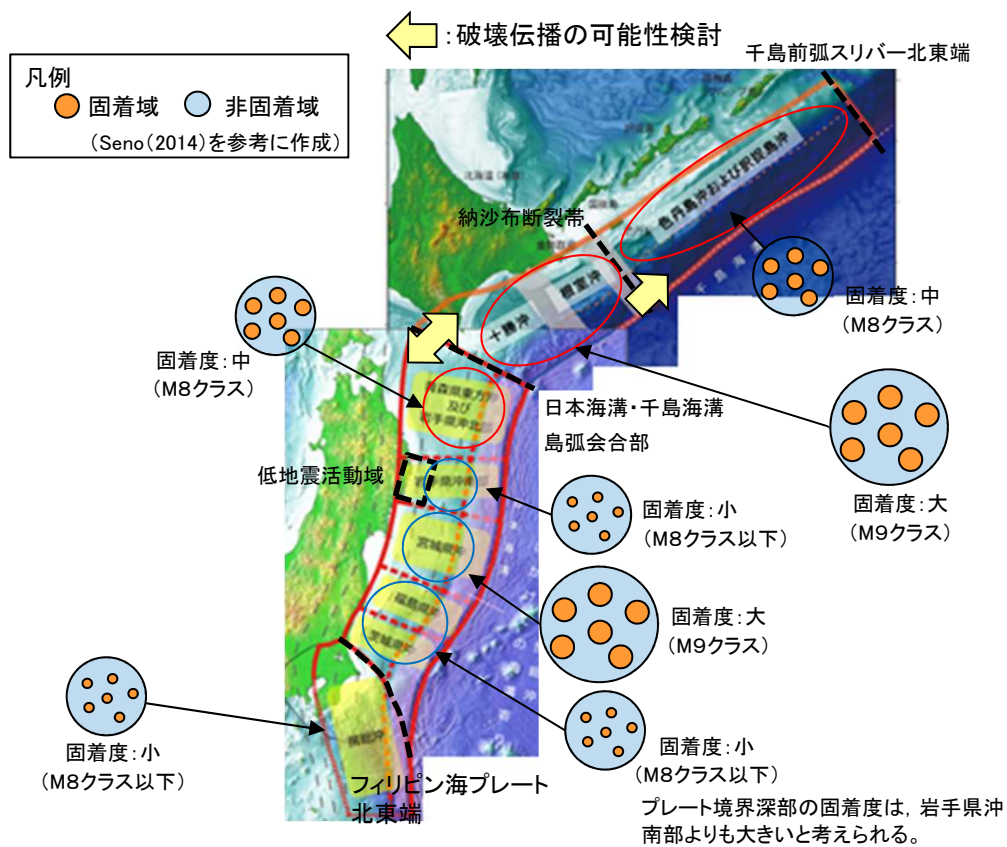 :破壊伝播の可能性検討
千島前弧スリバー北東端
凡例
固着域 非固着域
(Seno(2014)を参考に作成)
納沙布断裂帯
色丹島沖および択捉島沖
根室沖
十勝沖
千島海溝
固着度:中
(M8クラス)
固着度:中
(M8クラス)
青森県東方沖
及び
岩手県沖北部
日本海溝・千島海溝
島弧会合部
固着度:大
(M9クラス)
低地震活動域
岩手県沖南部
固着度:小
(M8クラス以下)
宮城県沖
固着度:大
(M9クラス)
福島県沖
茨城県沖
固着度:小
(M8クラス以下)
房総沖
固着度:小
(M8クラス以下)
フィリピン海プレート
北東端
プレート境界深部の固着度は, 岩手県沖
南部よりも大きいと考えられる。